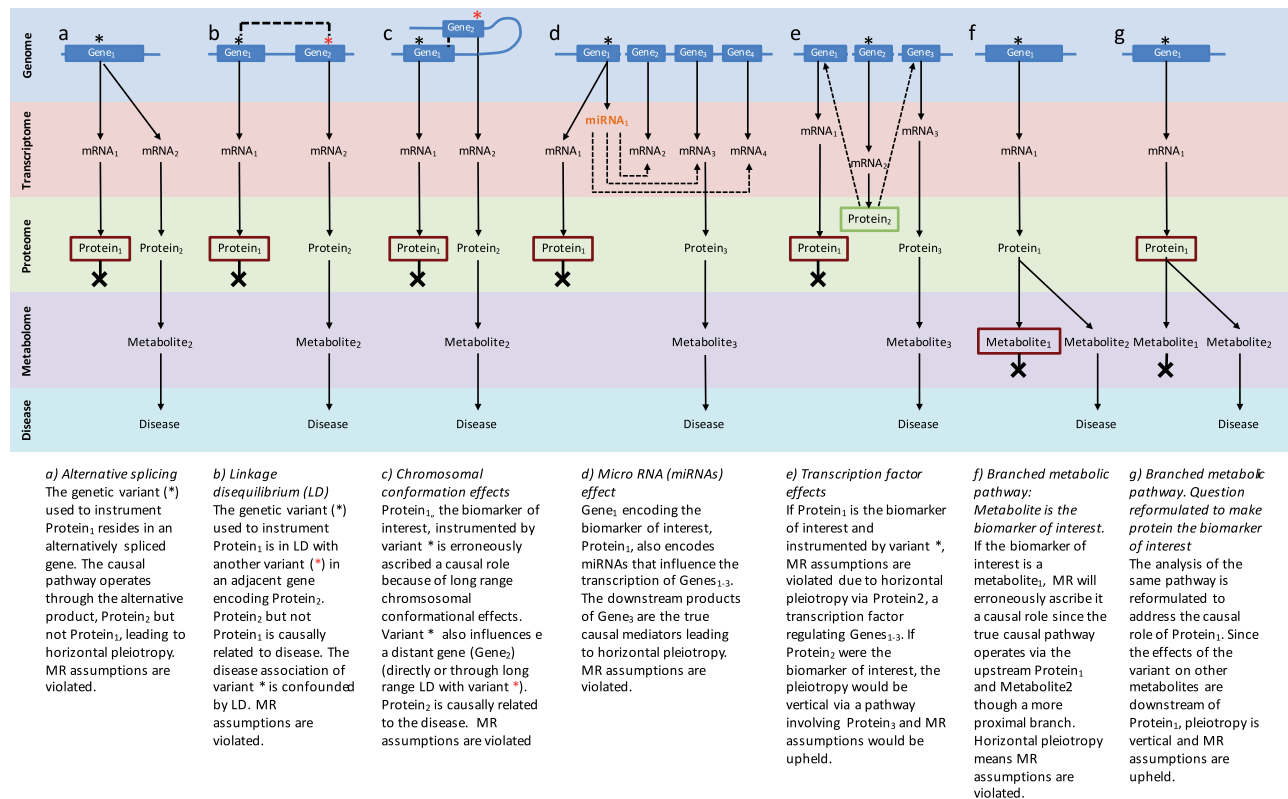 Genome
a
Gene₁
*
b
Gene₁
*
Gene₂
*
c
Gene₁
*
Gene₂
*
d
Gene₁
*
Gene₂
Gene₃
Gene₄
e
Gene₁
Gene₂
*
Gene₃
f
Gene₁
*
g
Gene₁
*
Transcriptome
mRNA₁
mRNA₂
mRNA₁
mRNA₂
mRNA₁
mRNA₂
mRNA₁
miRNA₁
mRNA₂
mRNA₃
mRNA₄
mRNA₁
mRNA₂
mRNA₃
mRNA₁
mRNA₁
Proteome
Protein₁
Protein₂
Protein₁
Protein₂
Protein₁
Protein₂
Protein₁
Protein₃
Protein₁
Protein₂
Protein₃
Protein₁
Protein₁
Metabolome
Metabolite₂
Metabolite₂
Metabolite₂
Metabolite₃
Metabolite₃
Metabolite₁
Metabolite₂
Metabolite₁
Metabolite₂
Disease
Disease
Disease
Disease
Disease
Disease
Disease
Disease
a) Alternative splicing
The genetic variant (*)
used to instrument
Protein₁ resides in an
alternatively spliced
gene. The causal
pathway operates
through the alternative
product, Protein₂ but
not Protein₁, leading to
horizontal pleiotropy.
MR assumptions are
violated.
b) Linkage
disequilibrium (LD)
The genetic variant (*)
used to instrument
Protein₁ is in LD with
another variant (*) in
an adjacent gene
encoding Protein₂.
Protein₂ but not
Protein₁ is causally
related to disease. The
disease association of
variant * is confounded
by LD. MR
assumptions are
violated.
c) Chromosomal
conformation effects
Protein₁,, the biomarker of
interest, instrumented by
variant * is erroneously
ascribed a causal role
because of long range
chromsosomal
conformational effects.
Variant * also influences e
a distant gene (Gene₂)
(directly or through long
range LD with variant *).
Protein₂ is causally related
to the disease. MR
assumptions are violated
d) Micro RNA (miRNAs)
effect
Gene₁ encoding the
biomarker of interest,
Protein₁, also encodes
miRNAs that influence the
transcription of Genes₁₋₃.
The downstream products
of Gene₃ are the true
causal mediators leading
to horizontal pleiotropy.
MR assumptions are
violated.
e) Transcription factor
effects
If Protein₁ is the biomarker
of interest and
instrumented by variant *,
MR assumptions are
violated due to horizontal
pleiotropy via Protein2, a
transcription factor
regulating Genes₁₋₃. If
Protein₂ were the
biomarker of interest, the
pleiotropy would be
vertical via a pathway
involving Protein₃ and MR
assumptions would be
upheld.
f) Branched metabolic
pathway:
Metabolite is the
biomarker of interest.
If the biomarker of
interest is a
metabolite₁, MR will
erroneously ascribe it
a causal role since the
true causal pathway
operates via the
upstream Protein₁
and Metabolite2
though a more
proximal branch.
Horizontal pleiotropy
means MR
assumptions are
violated.
g) Branched metabolic
pathway. Question
reformulated to make
protein the biomarker
of interest
The analysis of the
same pathway is
reformulated to
address the causal
role of Protein₁. Since
the effects of the
variant on other
metabolites are
downstream of
Protein₁, pleiotropy is
vertical and MR
assumptions are
upheld.